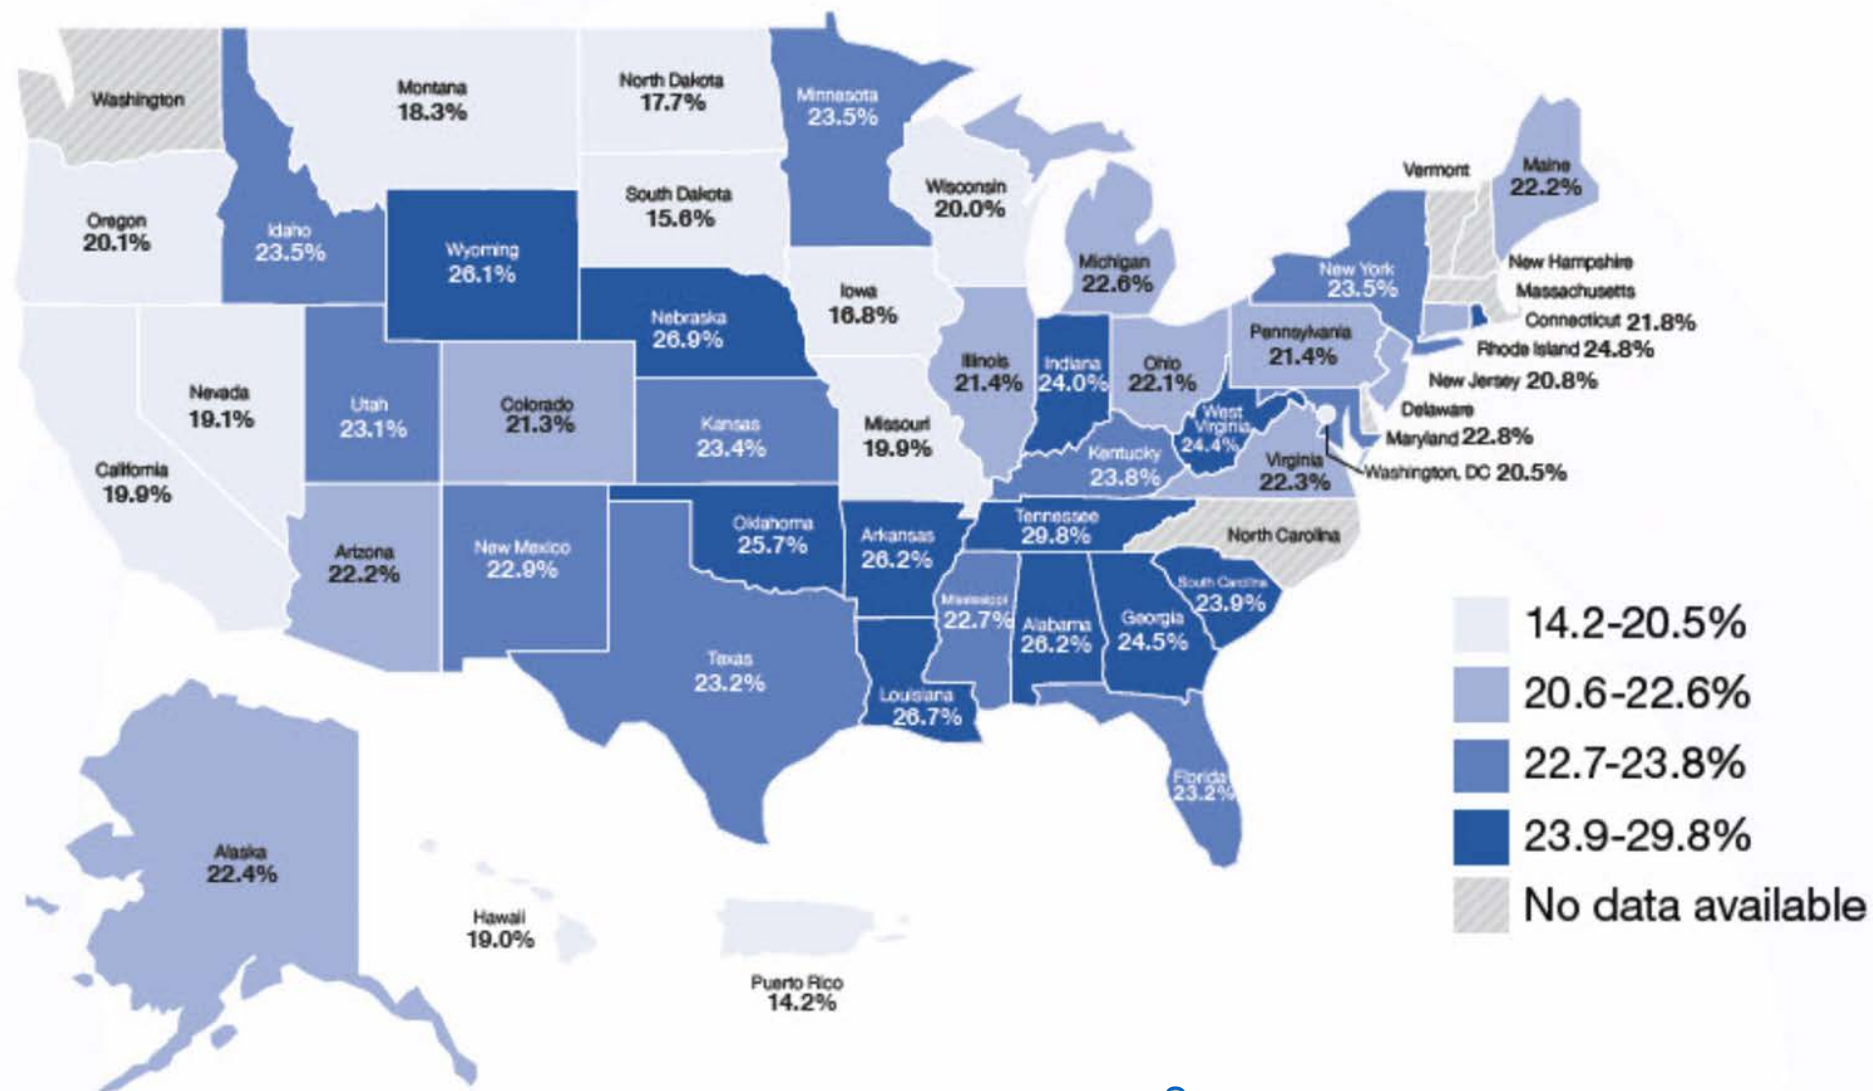 Washington
Montana
18.3%
North Dakota
17.7%
Minnesota
23.5%
Oregon
20.1%
Idaho
23.5%
Wyoming
26.1%
South Dakota
15.6%
Wisconsin
20.0%
Michigan
22.6%
Vermont
Maine
22.2%
New York
23.5%
New Hampshire
Massachusetts
Connecticut 21.8%
Rhode Island 24.8%
New Jersey 20.8%
Delaware
Maryland 22.8%
Washington, DC 20.5%
Nebraska
26.9%
Iowa
16.8%
Illinois
21.4%
Indiana
24.0%
Ohio
22.1%
Pennsylvania
21.4%
Nevada
19.1%
Utah
23.1%
Colorado
21.3%
Kansas
23.4%
Missouri
19.9%
Kentucky
23.8%
West
Virginia
24.4%
Virginia
22.3%
California
19.9%
Arizona
22.2%
New Mexico
22.9%
Oklahoma
25.7%
Arkansas
26.2%
Tennessee
29.8%
North Carolina
South Carolina
23.9%
Mississippi
22.7%
Alabama
26.2%
Georgia
24.5%
Texas
23.2%
Louisiana
26.7%
Florida
23.2%
Alaska
22.4%
Hawaii
19.0%
Puerto Rico
14.2%
14.2-20.5%
20.6-22.6%
22.7-23.8%
23.9-29.8%
No data available